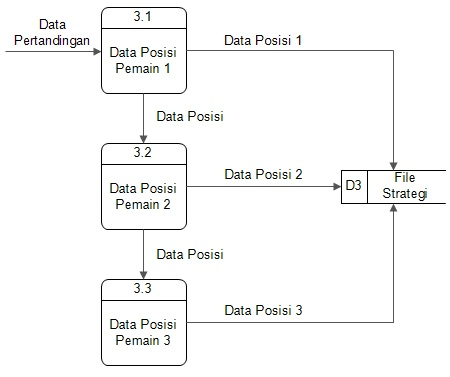 Data
Pertandingan
3.1
Data Posisi
Pemain 1
Data Posisi 1
Data Posisi
3.2
Data Posisi
Pemain 2
Data Posisi 2
D3
File
Strategi
Data Posisi
3.3
Data Posisi
Pemain 3
Data Posisi 3